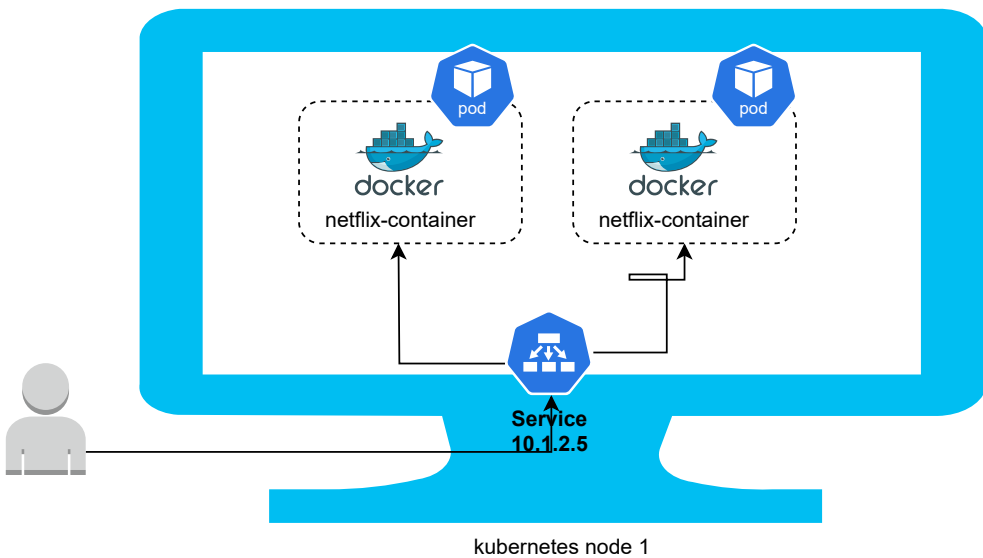 pod
pod
docker
docker
netflix-container
netflix-container
Service
10.1.2.5
kubernetes node 1